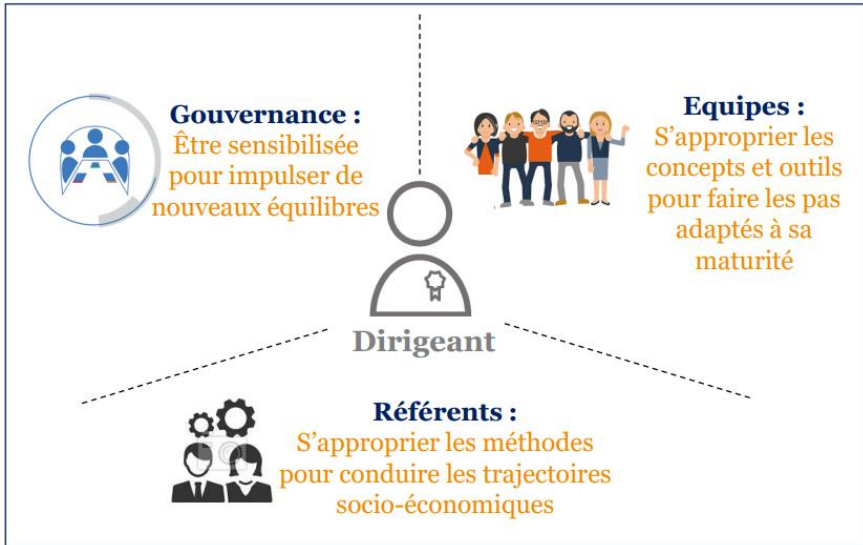 Gouvernance :
Être sensibilisée
pour impulser de
nouveaux équilibres
Equipes :
S’approprier les
concepts et outils
pour faire les pas
adaptés à sa
maturité
Dirigeant
Référents :
S’approprier les méthodes
pour conduire les trajectoires
socio-économiques